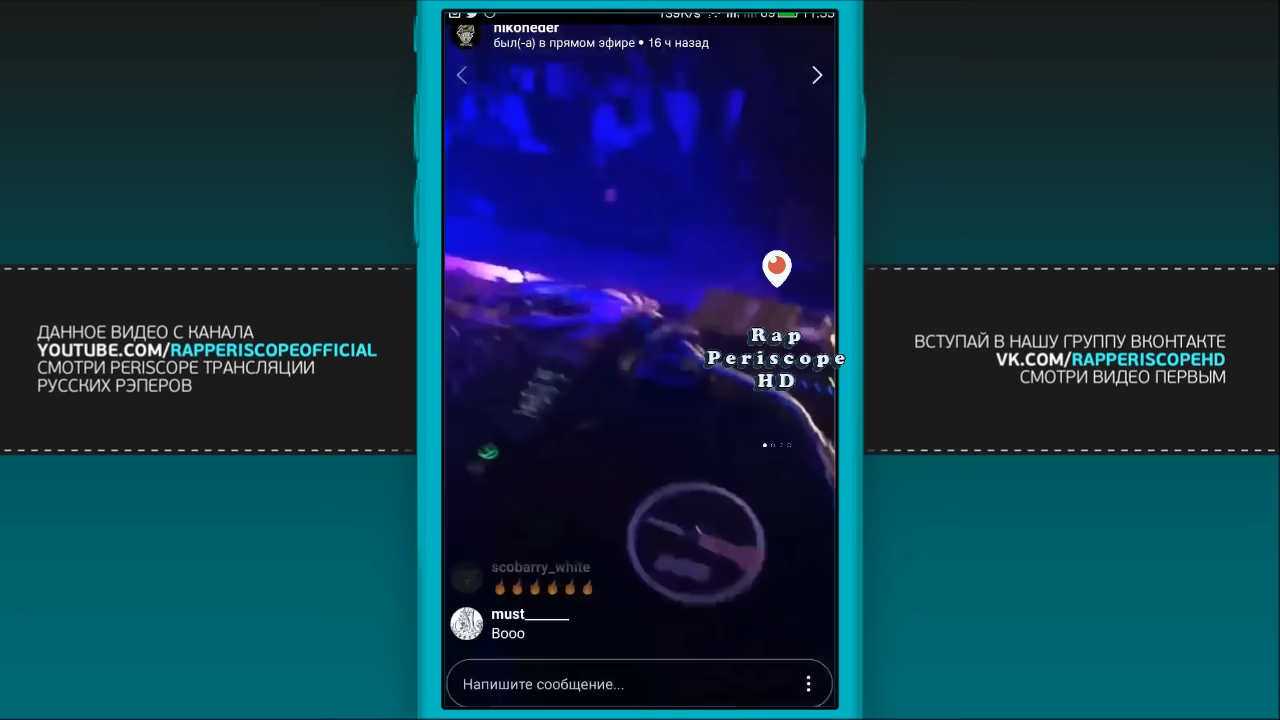 nikoneder
был(-а) в прямом эфире • 16 ч назад
Rap
Periscope
HD
ДАННОЕ ВИДЕО С КАНАЛА
YOUTUBE.COM/RAPPERISCOPEOFFICIAL
СМОТРИ PERISCOPE ТРАНСЛЯЦИИ
РУССКИХ РЭПЕРОВ
ВСТУПАЙ В НАШУ ГРУППУ ВКОНТАКТЕ
VK.COM/RAPPERISCOPEHD
СМОТРИ ВИДЕО ПЕРВЫМ
scobarry_white
must______
Вооо
Напишите сообщение...